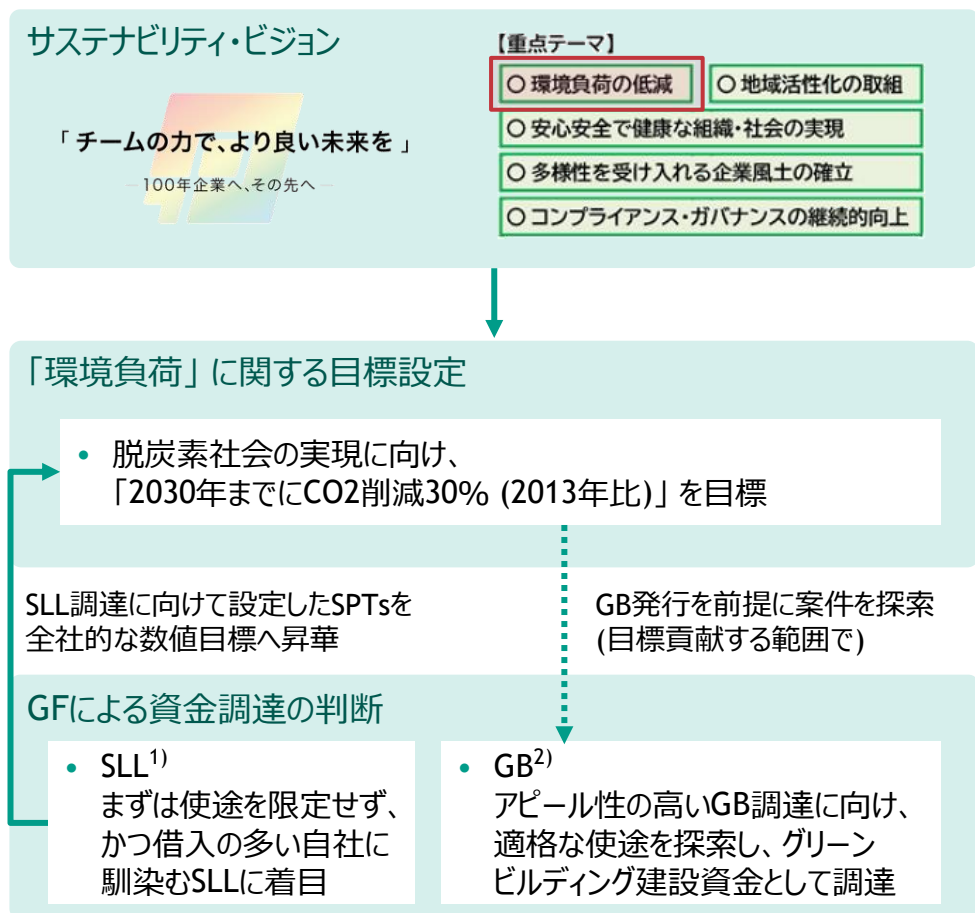 サステナビリティ・ビジョン
「 チームの力で、より良い未来を 」
100年企業へ、その先へ
【重点テーマ】
○ 環境負荷の低減
○ 地域活性化の取組
○ 安心安全で健康な組織・社会の実現
○ 多様性を受け入れる企業風土の確立
○ コンプライアンス・ガバナンスの継続的向上
「環境負荷」に関する目標設定
• 脱炭素社会の実現に向け、
「2030年までにCO2削減30% (2013年比)」を目標
SLL調達に向けて設定したSPTsを
全社的な数値目標へ昇華
GB発行を前提に案件を探索
(目標貢献する範囲で)
GFによる資金調達の判断
• SLL1)
まずは使途を限定せず、
かつ借入の多い自社に
馴染むSLLに着目
• GB2)
アピール性の高いGB調達に向け、
適格な使途を探索し、グリーン
ビルディング建設資金として調達